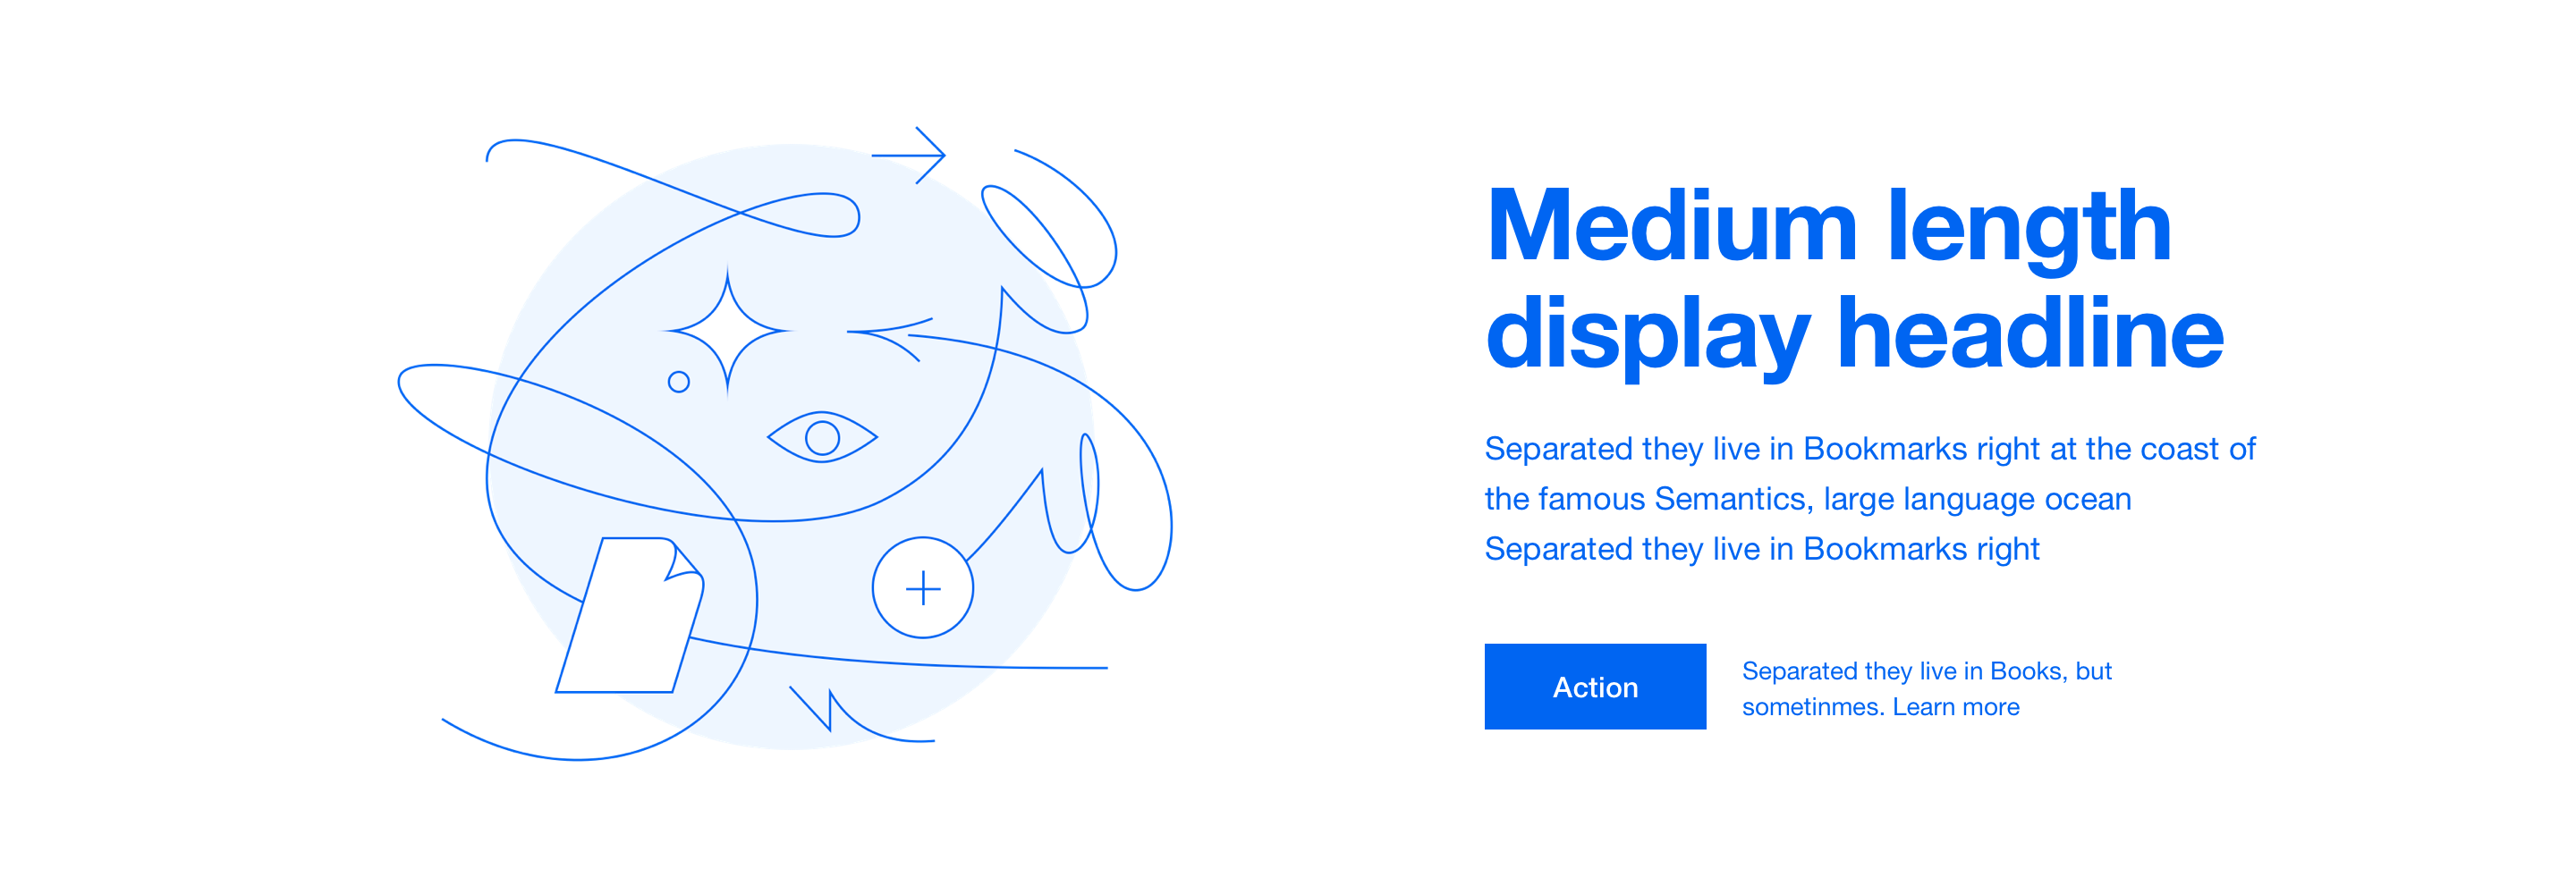 Medium length
display headline
Separated they live in Bookmarks right at the coast of
the famous Semantics, large language ocean
Separated they live in Bookmarks right
Action
Separated they live in Books, but
sometinmes. Learn more